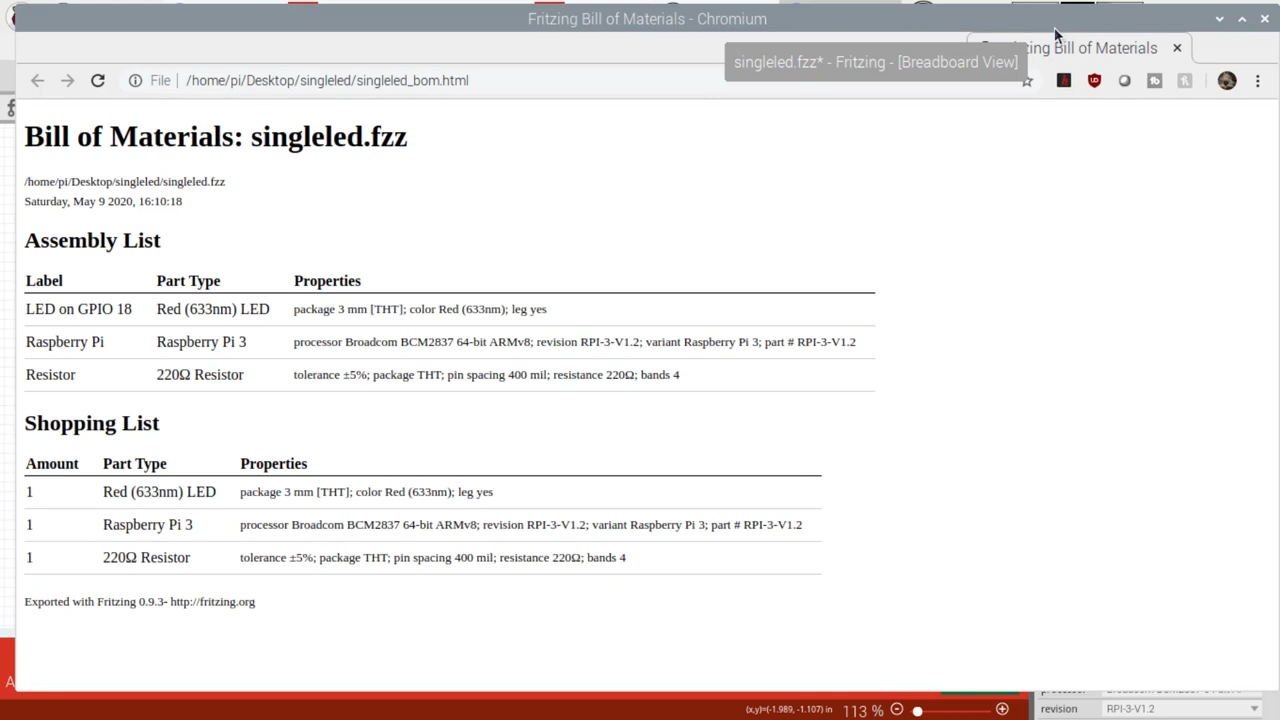 Fritzing Bill of Materials - Chromium
zing Bill of Materials
singleled.fzz* - Fritzing - [Breadboard View]
File /home/pi/Desktop/singleled/singleled_bom.html
Bill of Materials: singleled.fzz
/home/pi/Desktop/singleled/singleled.fzz
Saturday, May 9 2020, 16:10:18
Assembly List
Label Part Type Properties
LED on GPIO 18 Red (633nm) LED package 3 mm [THT]; color Red (633nm); leg yes
Raspberry Pi Raspberry Pi 3 processor Broadcom BCM2837 64-bit ARMv8; revision RPI-3-V1.2; variant Raspberry Pi 3; part # RPI-3-V1.2
Resistor 220Ω Resistor tolerance ±5%; package THT; pin spacing 400 mil; resistance 220Ω; bands 4
Shopping List
Amount Part Type Properties
1 Red (633nm) LED package 3 mm [THT]; color Red (633nm); leg yes
1 Raspberry Pi 3 processor Broadcom BCM2837 64-bit ARMv8; revision RPI-3-V1.2; variant Raspberry Pi 3; part # RPI-3-V1.2
1 220Ω Resistor tolerance ±5%; package THT; pin spacing 400 mil; resistance 220Ω; bands 4
Exported with Fritzing 0.9.3- http://fritzing.org
(x,y)=(-1.989, -1.107) in 113 %
revision RPI-3-V1.2